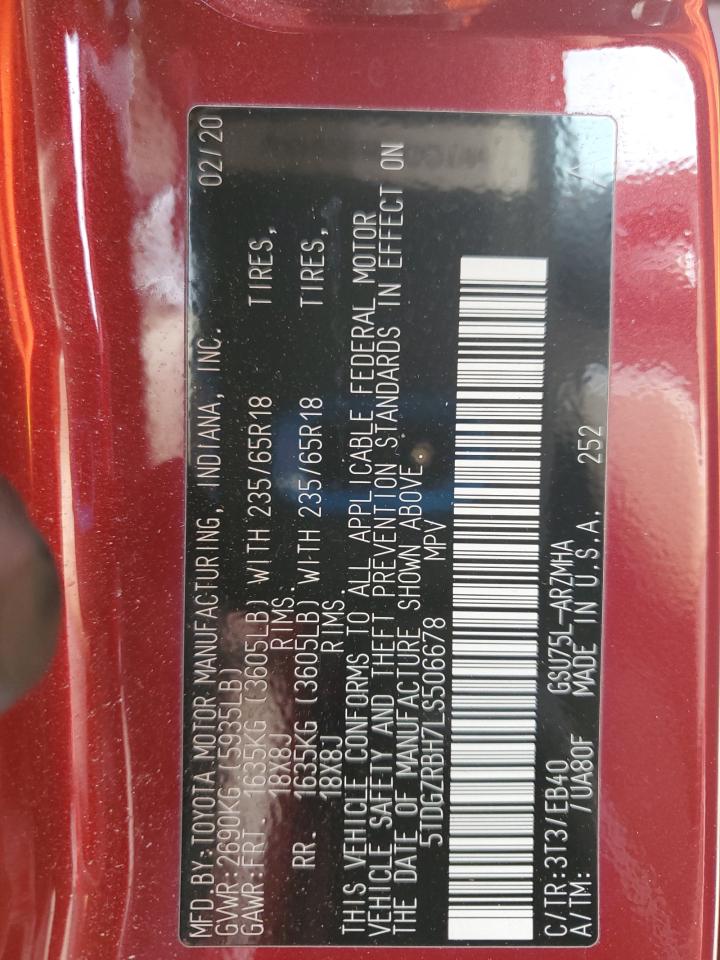 MFD.BY:TOYOTA MOTOR MANUFACTURING, INDIANA, INC. 02/20
GVWR:2690KG (5935LB)
GAWR:FRT. 1635KG (3605LB) WITH 235/65R18 TIRES,
18X8J RIMS.
RR. 1635KG (3605LB) WITH 235/65R18 TIRES,
18X8J RIMS.
THIS VEHICLE CONFORMS TO ALL APPLICABLE FEDERAL MOTOR
VEHICLE SAFETY AND THEFT PREVENTION STANDARDS IN EFFECT ON
THE DATE OF MANUFACTURE SHOWN ABOVE.
5TDGZRBH7LS506678 MPV
C/TR:3T3/EB40 GSU75L-ARZMHA
A/TM: /UA80F MADE IN U.S.A. 252